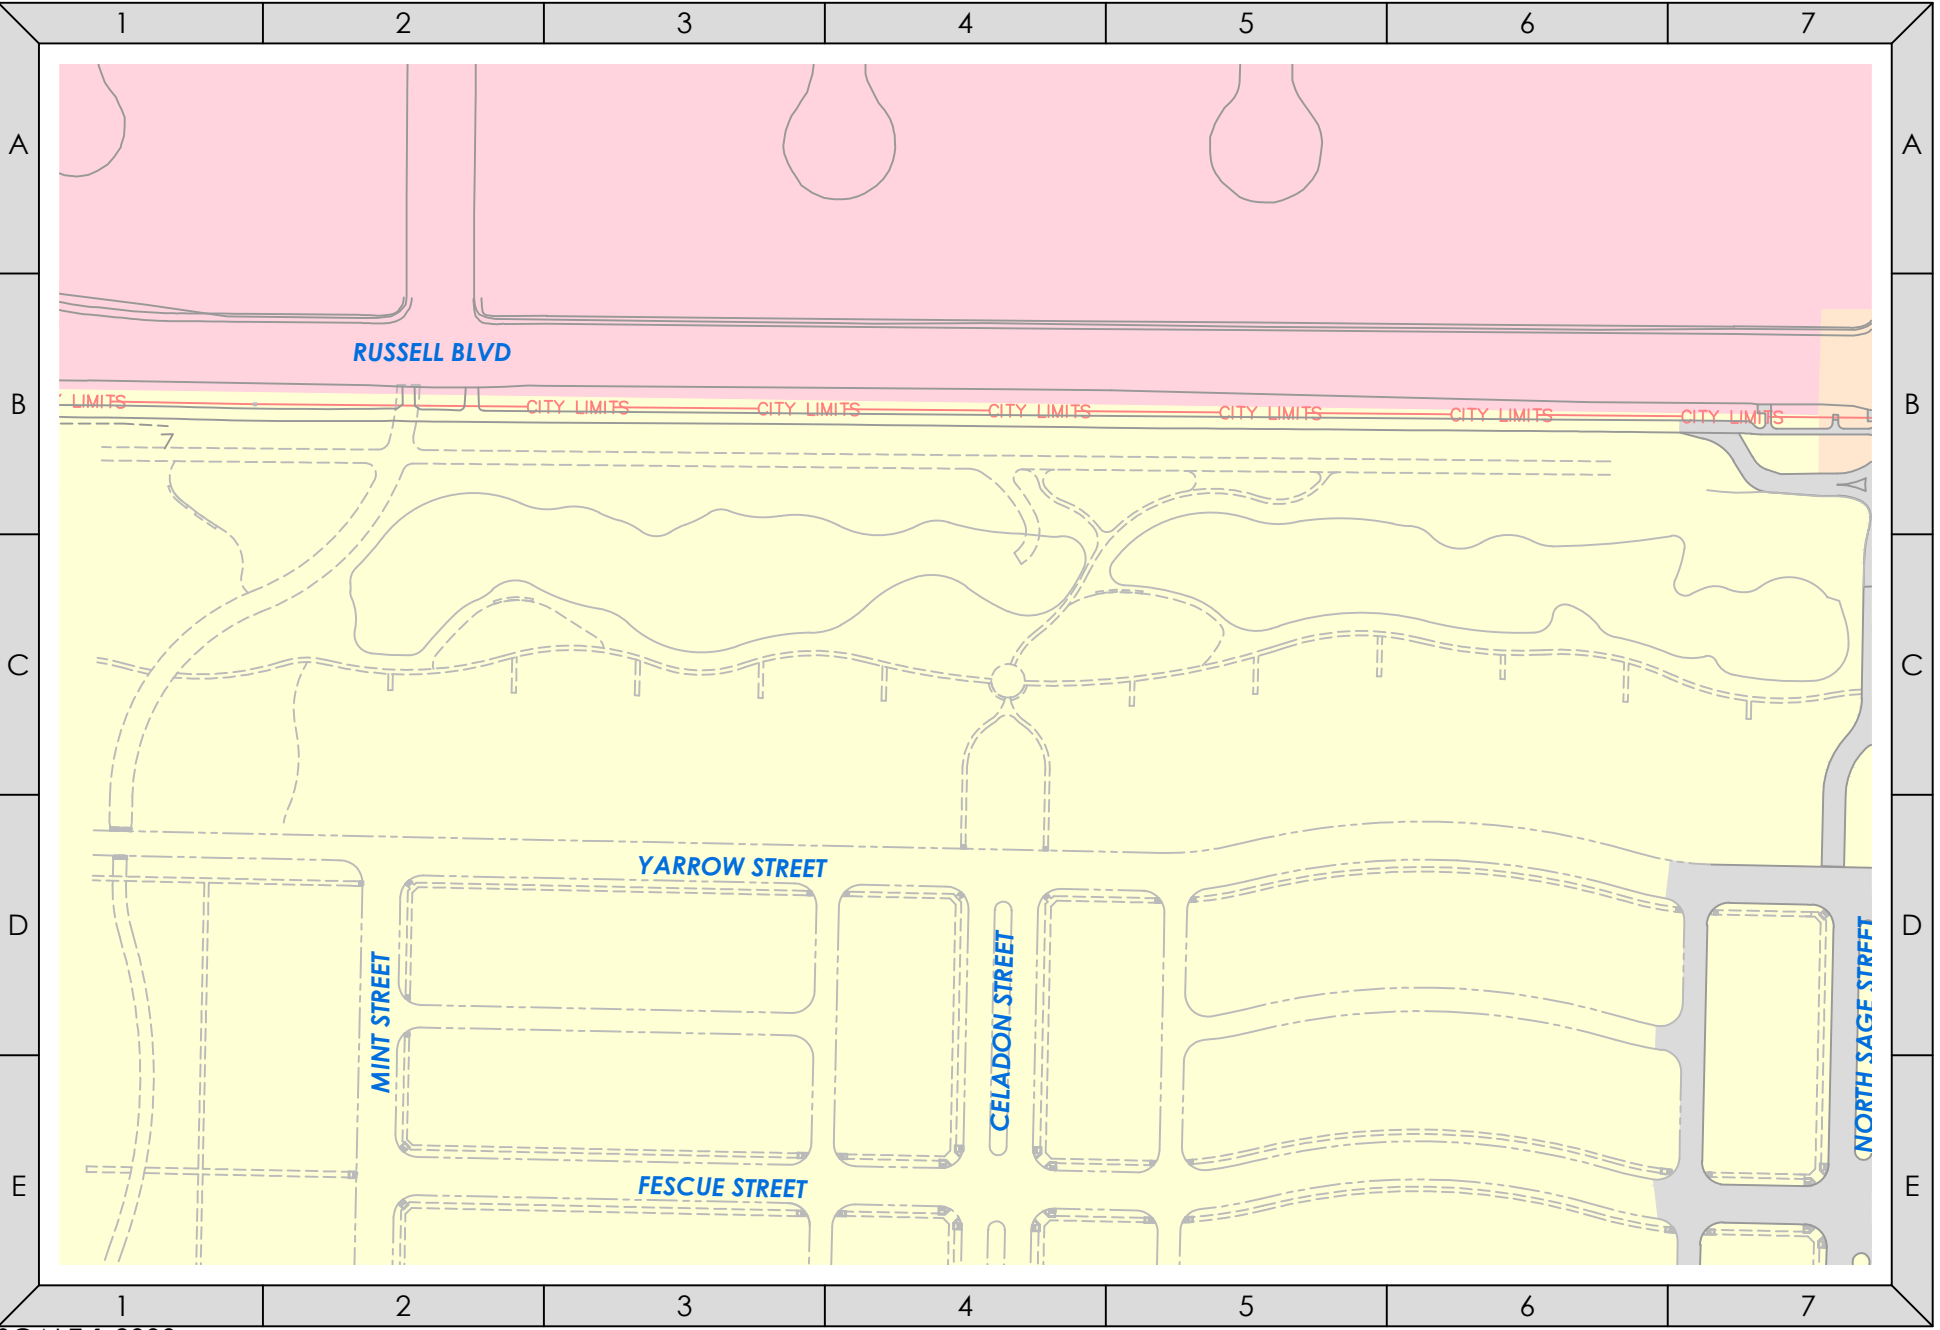 1 2 3 4 5 6 7
A A
RUSSELL BLVD
B B
LIMITS CITY LIMITS CITY LIMITS CITY LIMITS CITY LIMITS CITY LIMITS CITY LIMITS
C C
YARROW STREET
D D
MINT STREET
CELADON STREET
NORTH SAGE STREET
FESCUE STREET
E E
1 2 3 4 5 6 7